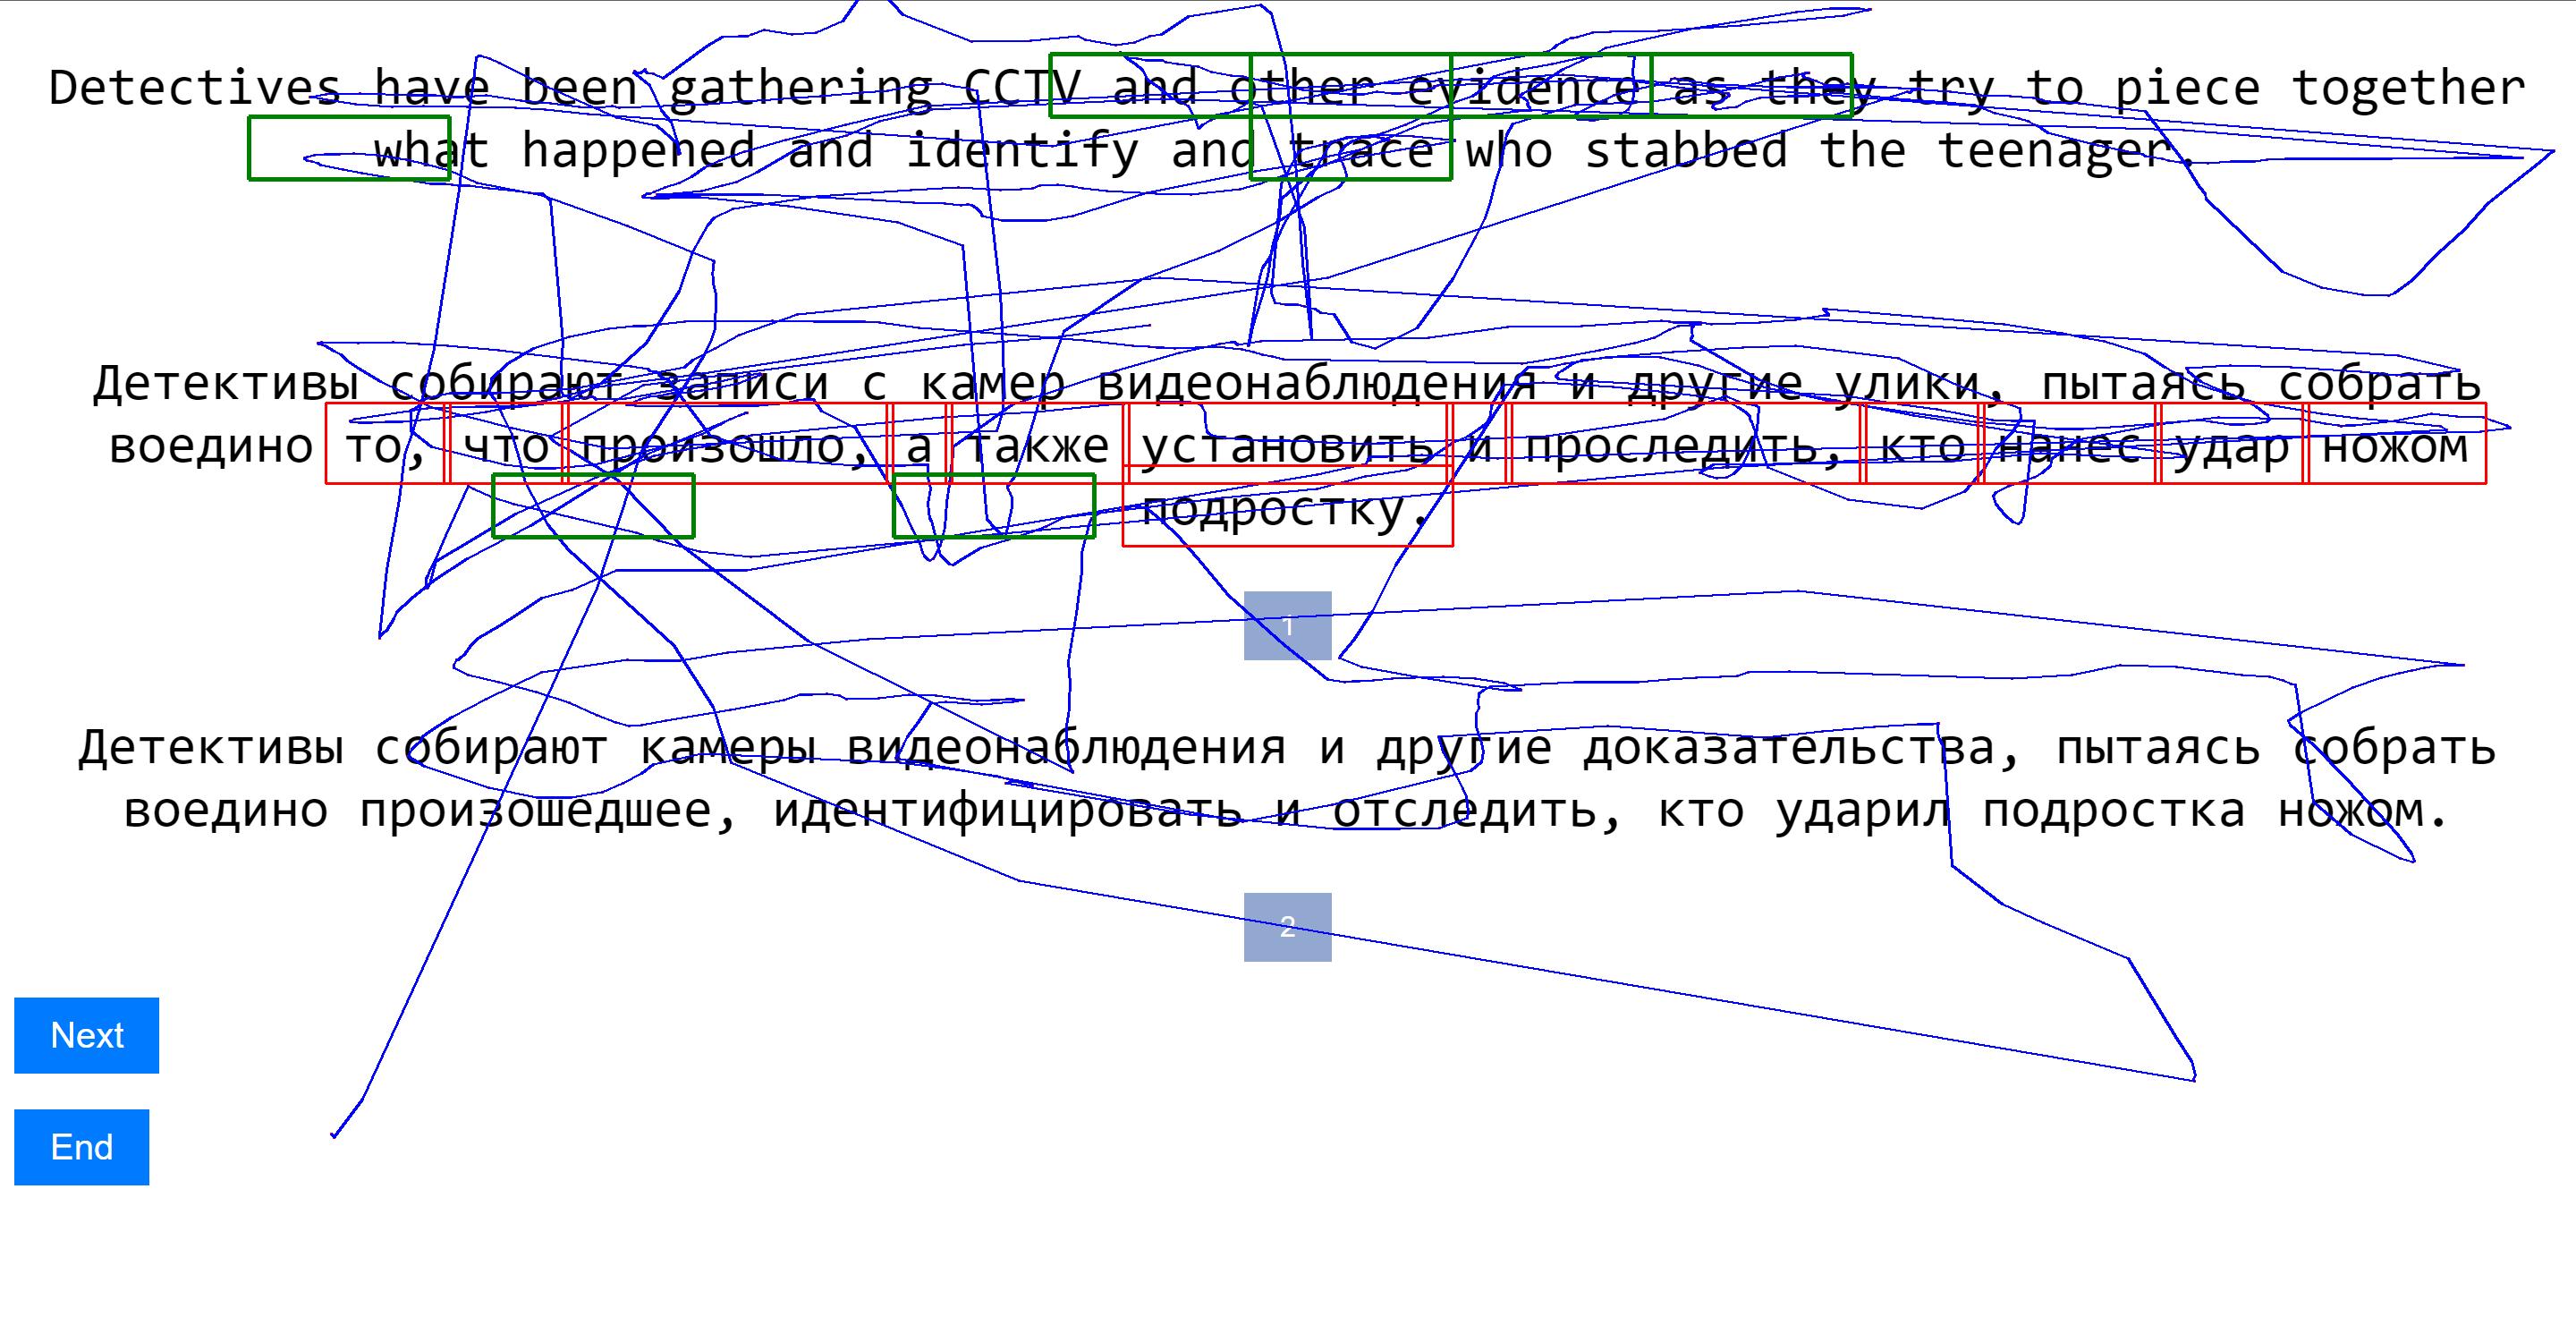 Detectives have been gathering CCTV and other evidence as they try to piece together
what happened and identify and trace who stabbed the teenager.
Детективы собирают записи с камер видеонаблюдения и другие улики, пытаясь собрать
воедино то, что произошло, а также установить и проследить, кто нанес удар ножом
подростку.
1
Детективы собирают камеры видеонаблюдения и другие доказательства, пытаясь собрать
воедино произошедшее, идентифицировать и отследить, кто ударил подростка ножом.
2
Next
End